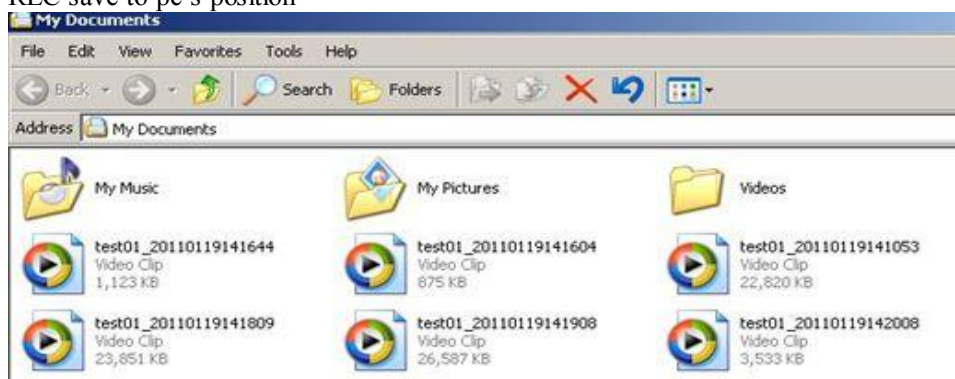 REC save to pc's position
My Documents
File Edit View Favorites Tools Help
Back Search Folders
Address My Documents
My Music My Pictures Videos
test01_20110119141644 test01_20110119141604 test01_20110119141053
Video Clip Video Clip Video Clip
1,123 KB 875 KB 22,820 KB
test01_20110119141809 test01_20110119141908 test01_20110119142008
Video Clip Video Clip Video Clip
23,851 KB 26,587 KB 3,533 KB